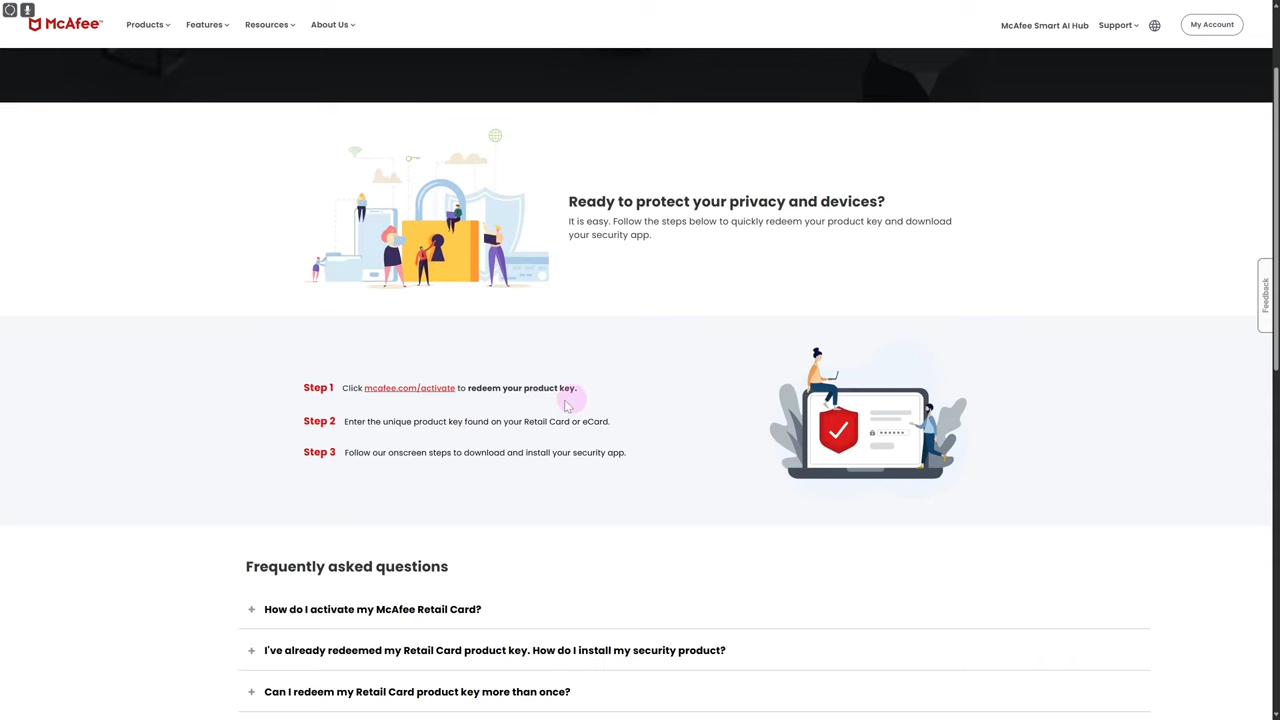 McAfee™
Products
Features
Resources
About Us
McAfee Smart AI Hub
Support
My Account
Ready to protect your privacy and devices?
It is easy. Follow the steps below to quickly redeem your product key and download
your security app.
Feedback
Step 1 Click mcafee.com/activate to redeem your product key.
Step 2 Enter the unique product key found on your Retail Card or eCard.
Step 3 Follow our onscreen steps to download and install your security app.
Frequently asked questions
+ How do I activate my McAfee Retail Card?
+ I've already redeemed my Retail Card product key. How do I install my security product?
+ Can I redeem my Retail Card product key more than once?